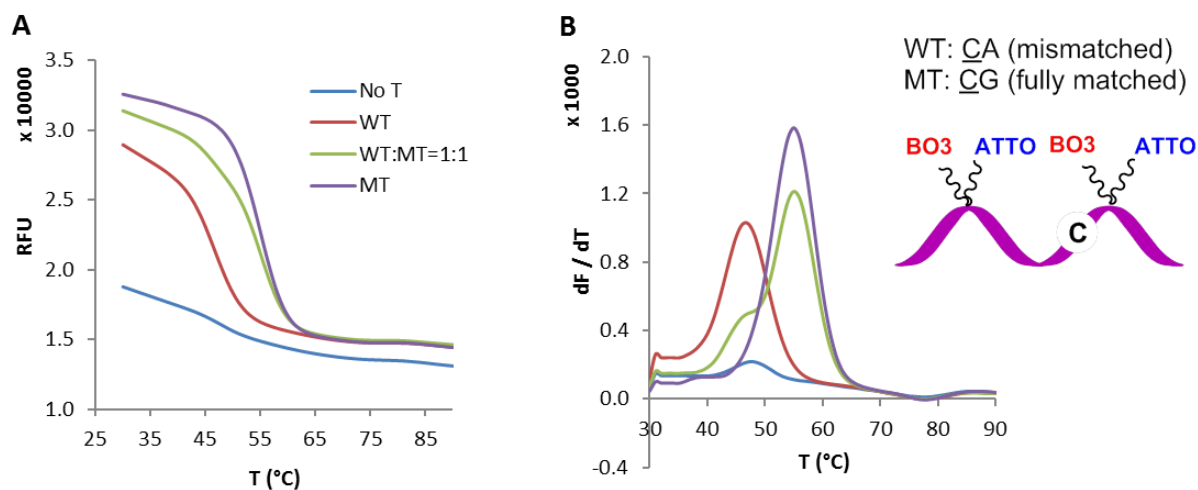 A
x 10000
RFU
3.5
3.0
2.5
2.0
1.5
1.0
25 35 45 55 65 75 85
T (°C)
No T
WT
WT:MT=1:1
MT
B
x 1000
dF / dT
2.0
1.6
1.2
0.8
0.4
0.0
-0.4
30 40 50 60 70 80 90
T (°C)
WT: CA (mismatched)
MT: CG (fully matched)
BO3 ATTO BO3 ATTO
C